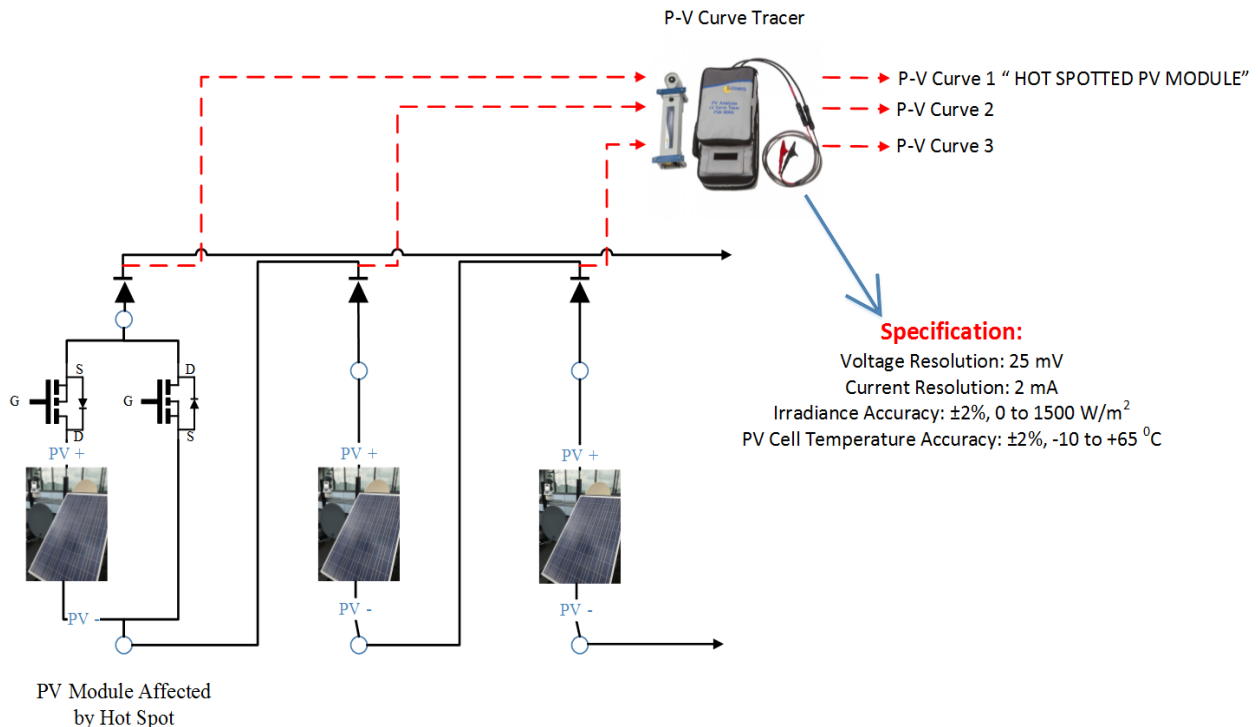 P-V Curve Tracer
P-V Curve 1 “ HOT SPOTTED PV MODULE”
P-V Curve 2
P-V Curve 3
PV Analyzer
Specification:
Voltage Resolution: 25 mV
Current Resolution: 2 mA
Irradiance Accuracy: ±2%, 0 to 1500 W/m²
PV Cell Temperature Accuracy: ±2%, -10 to +65 ⁰C
S
D
G
G
D
S
PV +
PV +
PV +
PV -
PV -
PV -
PV Module Affected
by Hot Spot